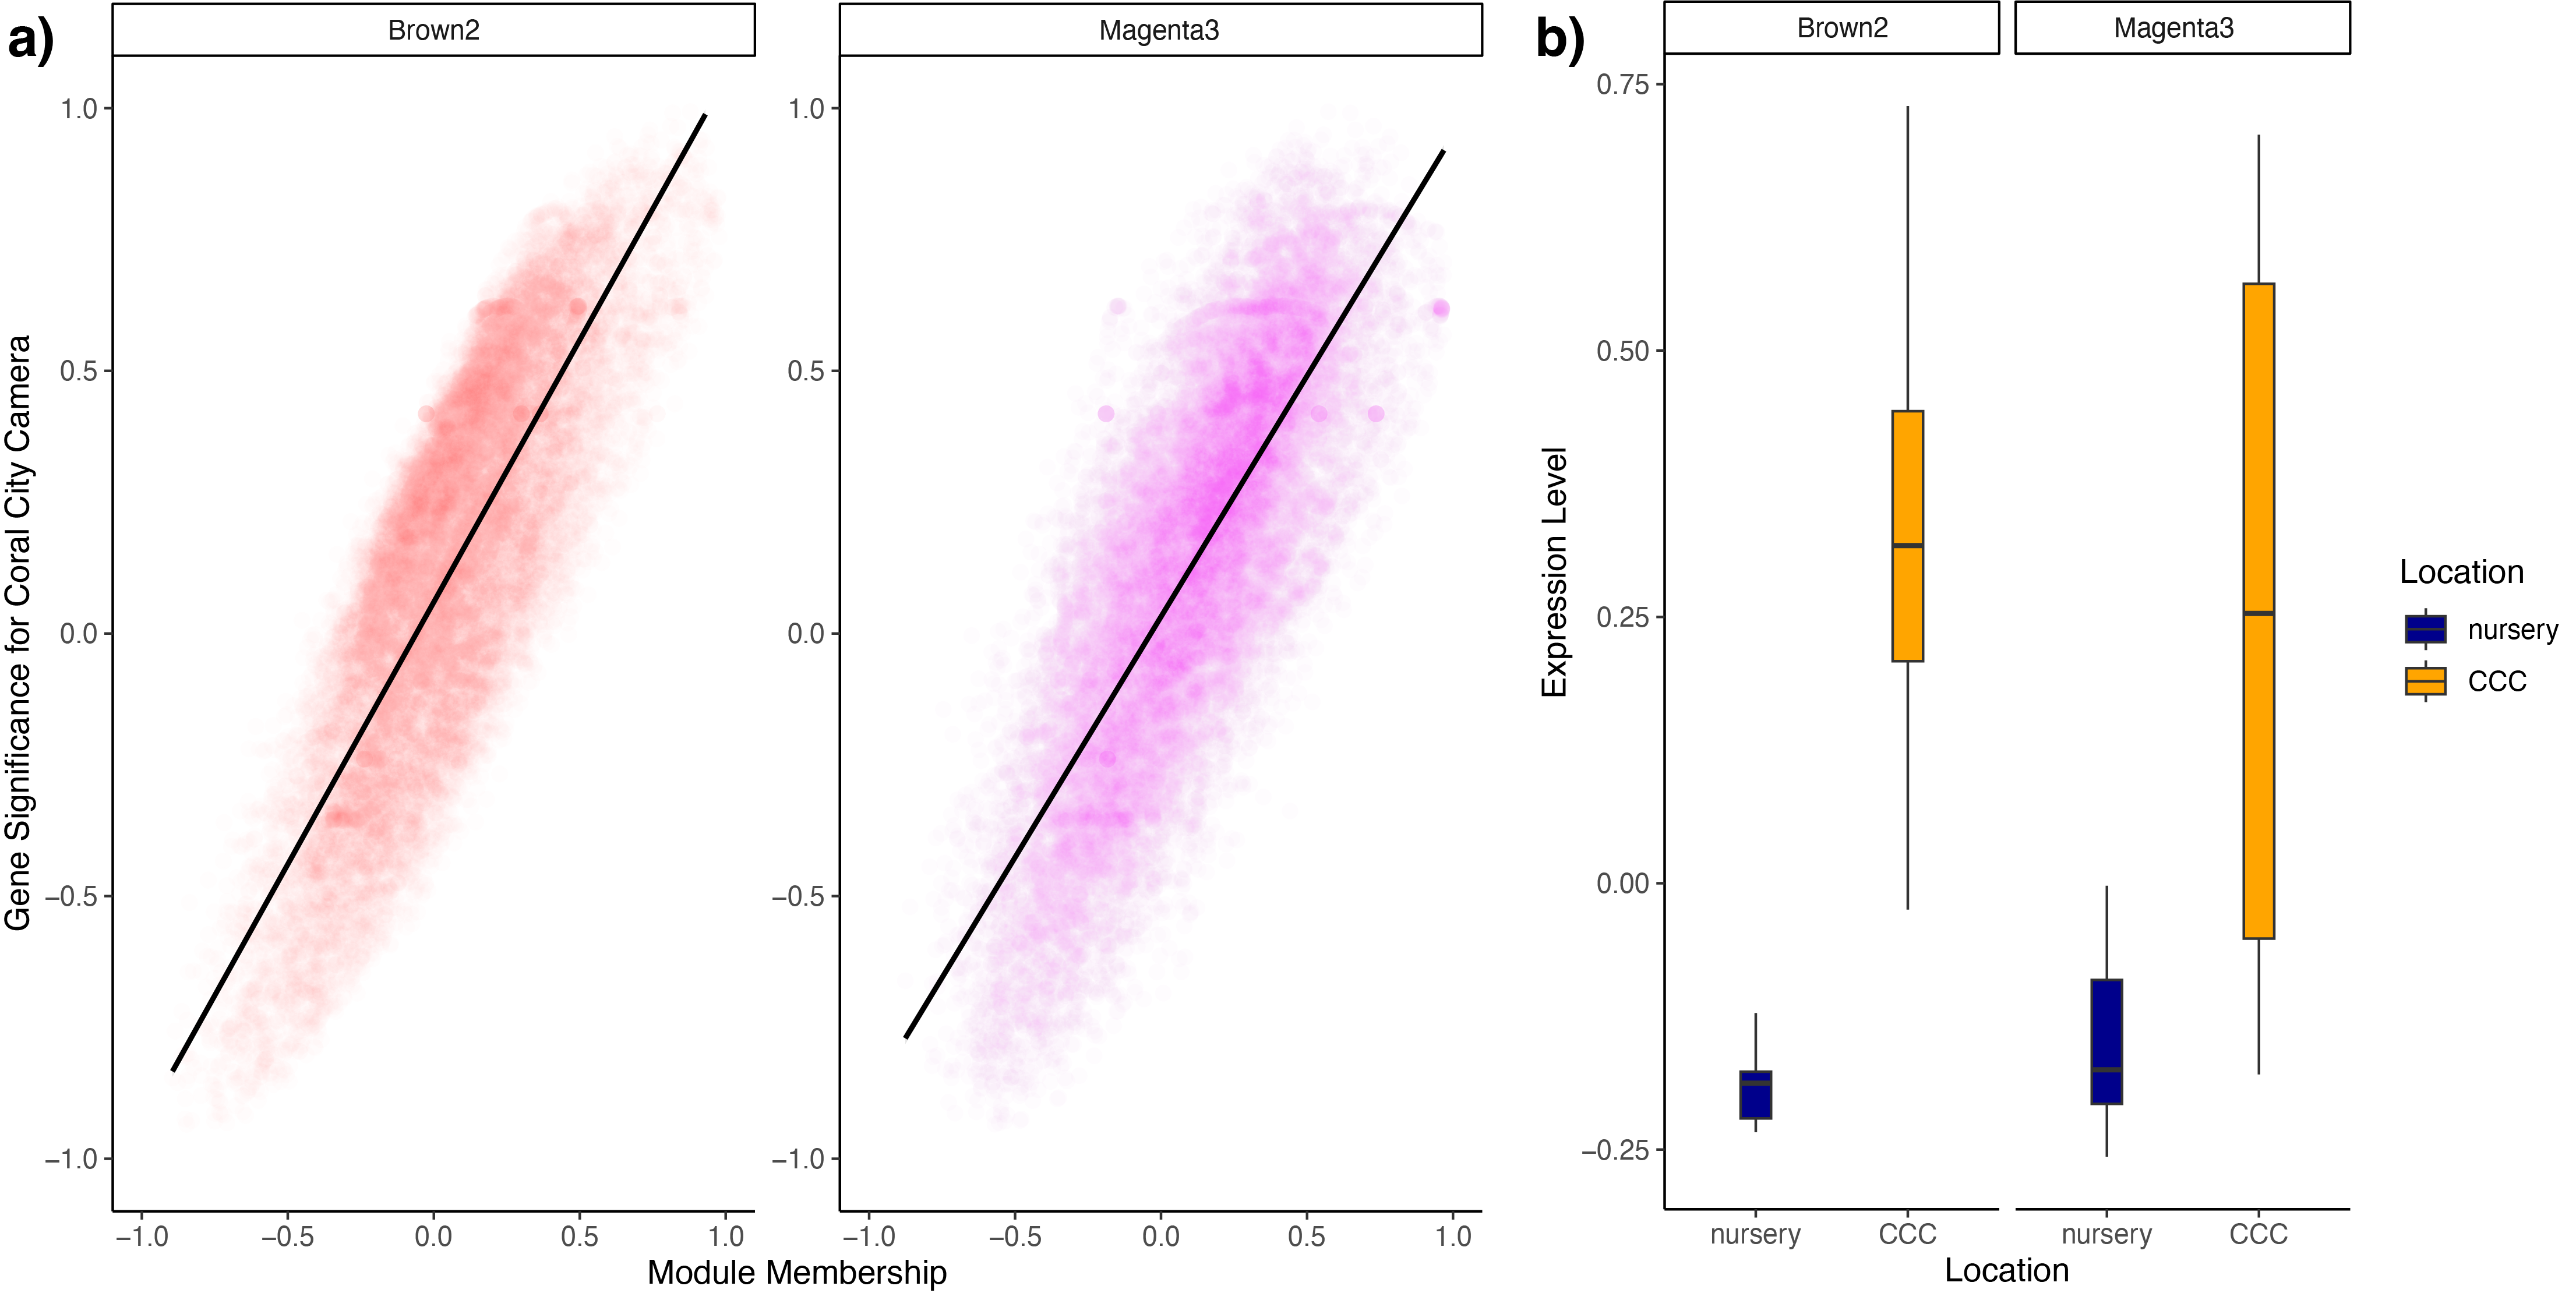 a)
Brown2
Magenta3
Gene Significance for Coral City Camera
1.0
0.5
0.0
−0.5
−1.0
1.0
0.5
0.0
−0.5
−1.0
−1.0 −0.5 0.0 0.5 1.0
−1.0 −0.5 0.0 0.5 1.0
Module Membership
b)
Brown2
Magenta3
Expression Level
0.75
0.50
0.25
0.00
−0.25
nursery CCC
nursery CCC
Location
Location
nursery
CCC